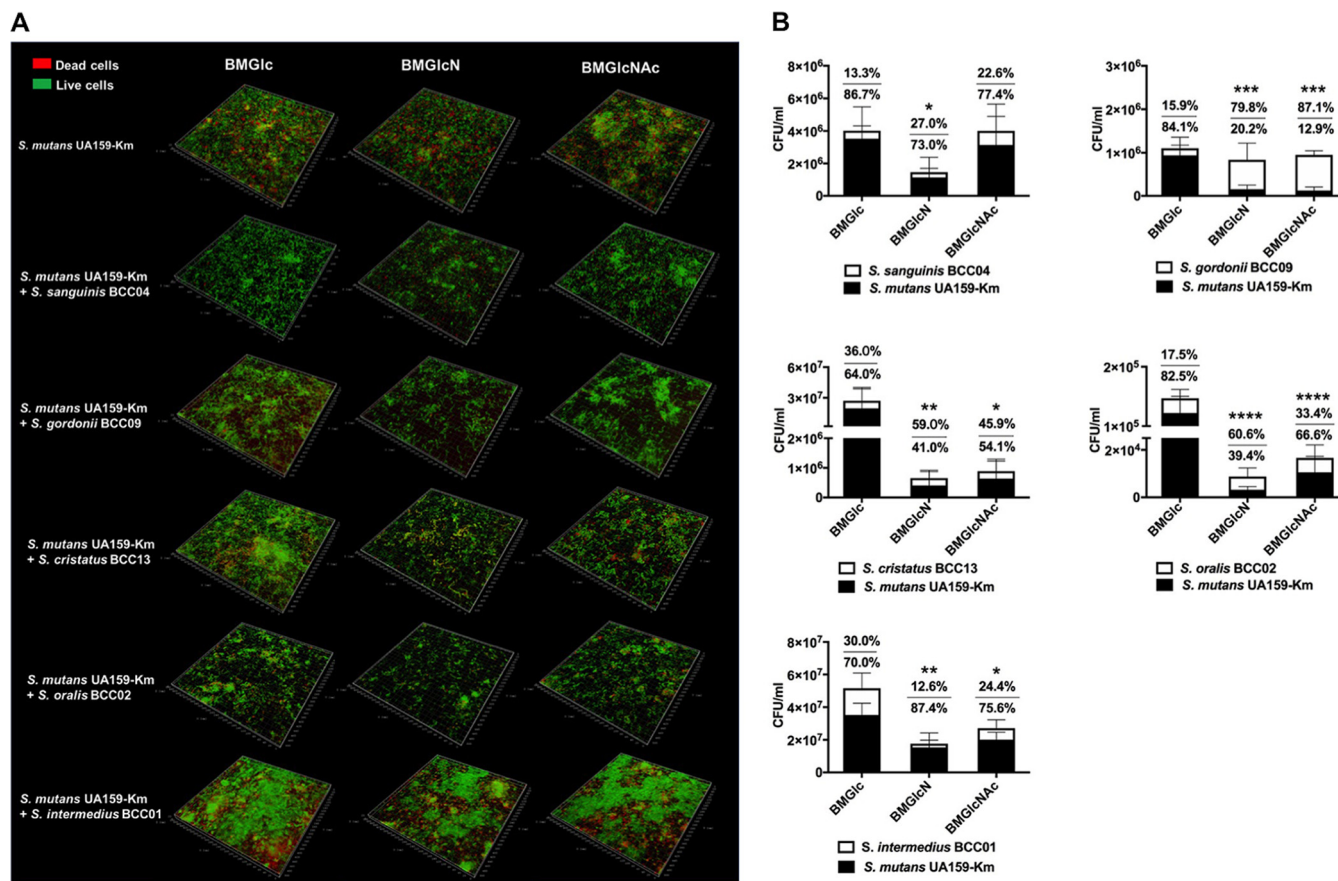 A
Dead cells
Live cells
BMGlc
BMGlcN
BMGlcNAc
S. mutans UA159-Km
S. mutans UA159-Km
+ S. sanguinis BCC04
S. mutans UA159-Km
+ S. gordonii BCC09
S. mutans UA159-Km
+ S. cristatus BCC13
S. mutans UA159-Km
+ S. oralis BCC02
S. mutans UA159-Km
+ S. intermedius BCC01
B
CFU/ml
8×10⁶
6×10⁶
4×10⁶
2×10⁶
0
13.3%
86.7%
*
27.0%
73.0%
22.6%
77.4%
BMGlc
BMGlcN
BMGlcNAc
S. sanguinis BCC04
S. mutans UA159-Km
CFU/ml
3×10⁶
2×10⁶
1×10⁶
0
15.9%
84.1%
***
79.8%
20.2%
***
87.1%
12.9%
BMGlc
BMGlcN
BMGlcNAc
S. gordonii BCC09
S. mutans UA159-Km
CFU/ml
6×10⁷
3×10⁷
2×10⁶
1×10⁶
0
36.0%
64.0%
**
59.0%
41.0%
*
45.9%
54.1%
BMGlc
BMGlcN
BMGlcNAc
S. cristatus BCC13
S. mutans UA159-Km
CFU/ml
2×10⁵
1×10⁵
2×10⁴
0
17.5%
82.5%
****
60.6%
39.4%
****
33.4%
66.6%
BMGlc
BMGlcN
BMGlcNAc
S. oralis BCC02
S. mutans UA159-Km
CFU/ml
8×10⁷
6×10⁷
4×10⁷
2×10⁷
0
30.0%
70.0%
**
12.6%
87.4%
*
24.4%
75.6%
BMGlc
BMGlcN
BMGlcNAc
S. intermedius BCC01
S. mutans UA159-Km